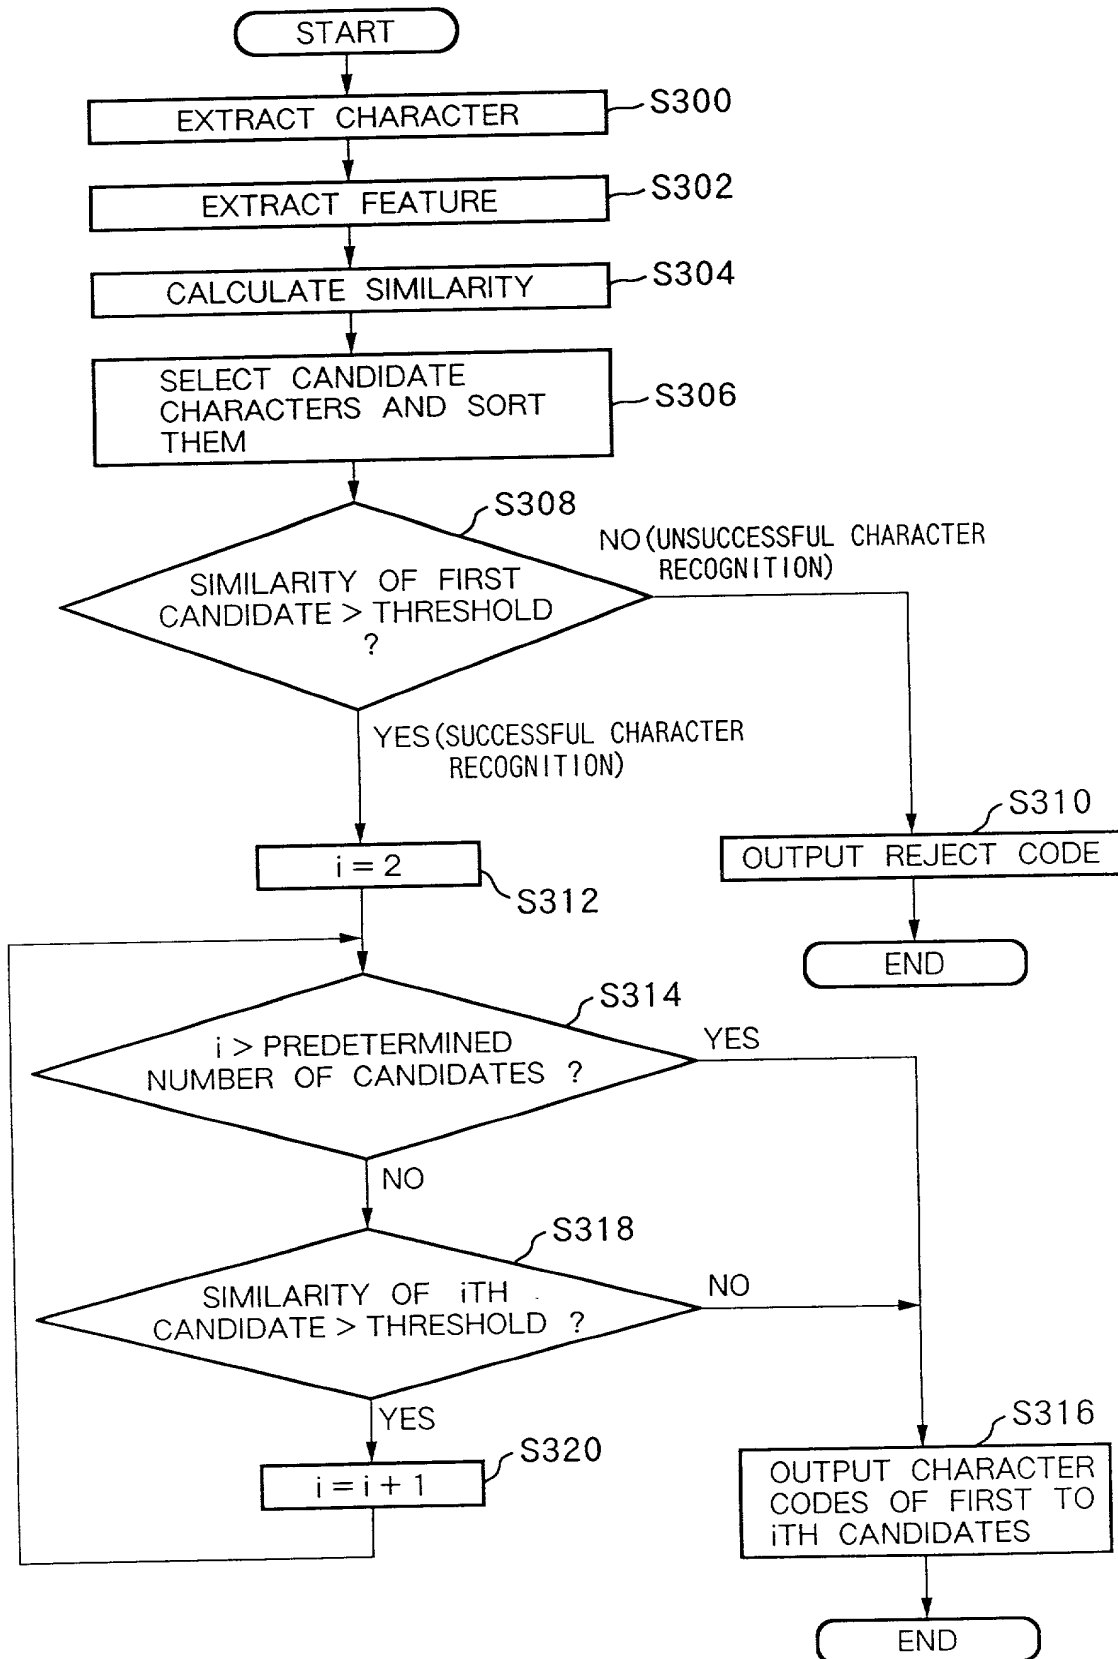 START
EXTRACT CHARACTER
S300
EXTRACT FEATURE
S302
CALCULATE SIMILARITY
S304
SELECT CANDIDATE
CHARACTERS AND SORT
THEM
S306
S308
SIMILARITY OF FIRST
CANDIDATE > THRESHOLD
?
NO (UNSUCCESSFUL CHARACTER
RECOGNITION)
YES (SUCCESSFUL CHARACTER
RECOGNITION)
S310
OUTPUT REJECT CODE
END
i = 2
S312
S314
i > PREDETERMINED
NUMBER OF CANDIDATES ?
YES
NO
S318
SIMILARITY OF iTH
CANDIDATE > THRESHOLD ?
NO
YES
S320
i = i + 1
S316
OUTPUT CHARACTER
CODES OF FIRST TO
iTH CANDIDATES
END